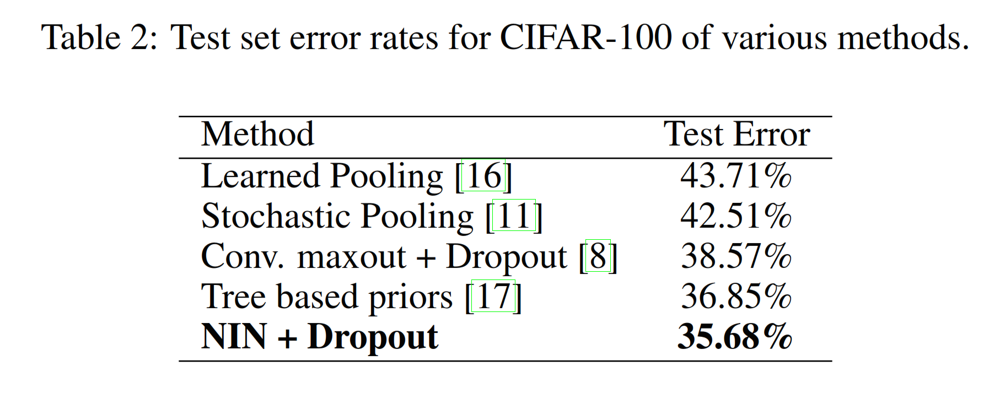 Table 2: Test set error rates for CIFAR-100 of various methods.
Method Test Error
Learned Pooling [16] 43.71%
Stochastic Pooling [11] 42.51%
Conv. maxout + Dropout [8] 38.57%
Tree based priors [17] 36.85%
NIN + Dropout 35.68%